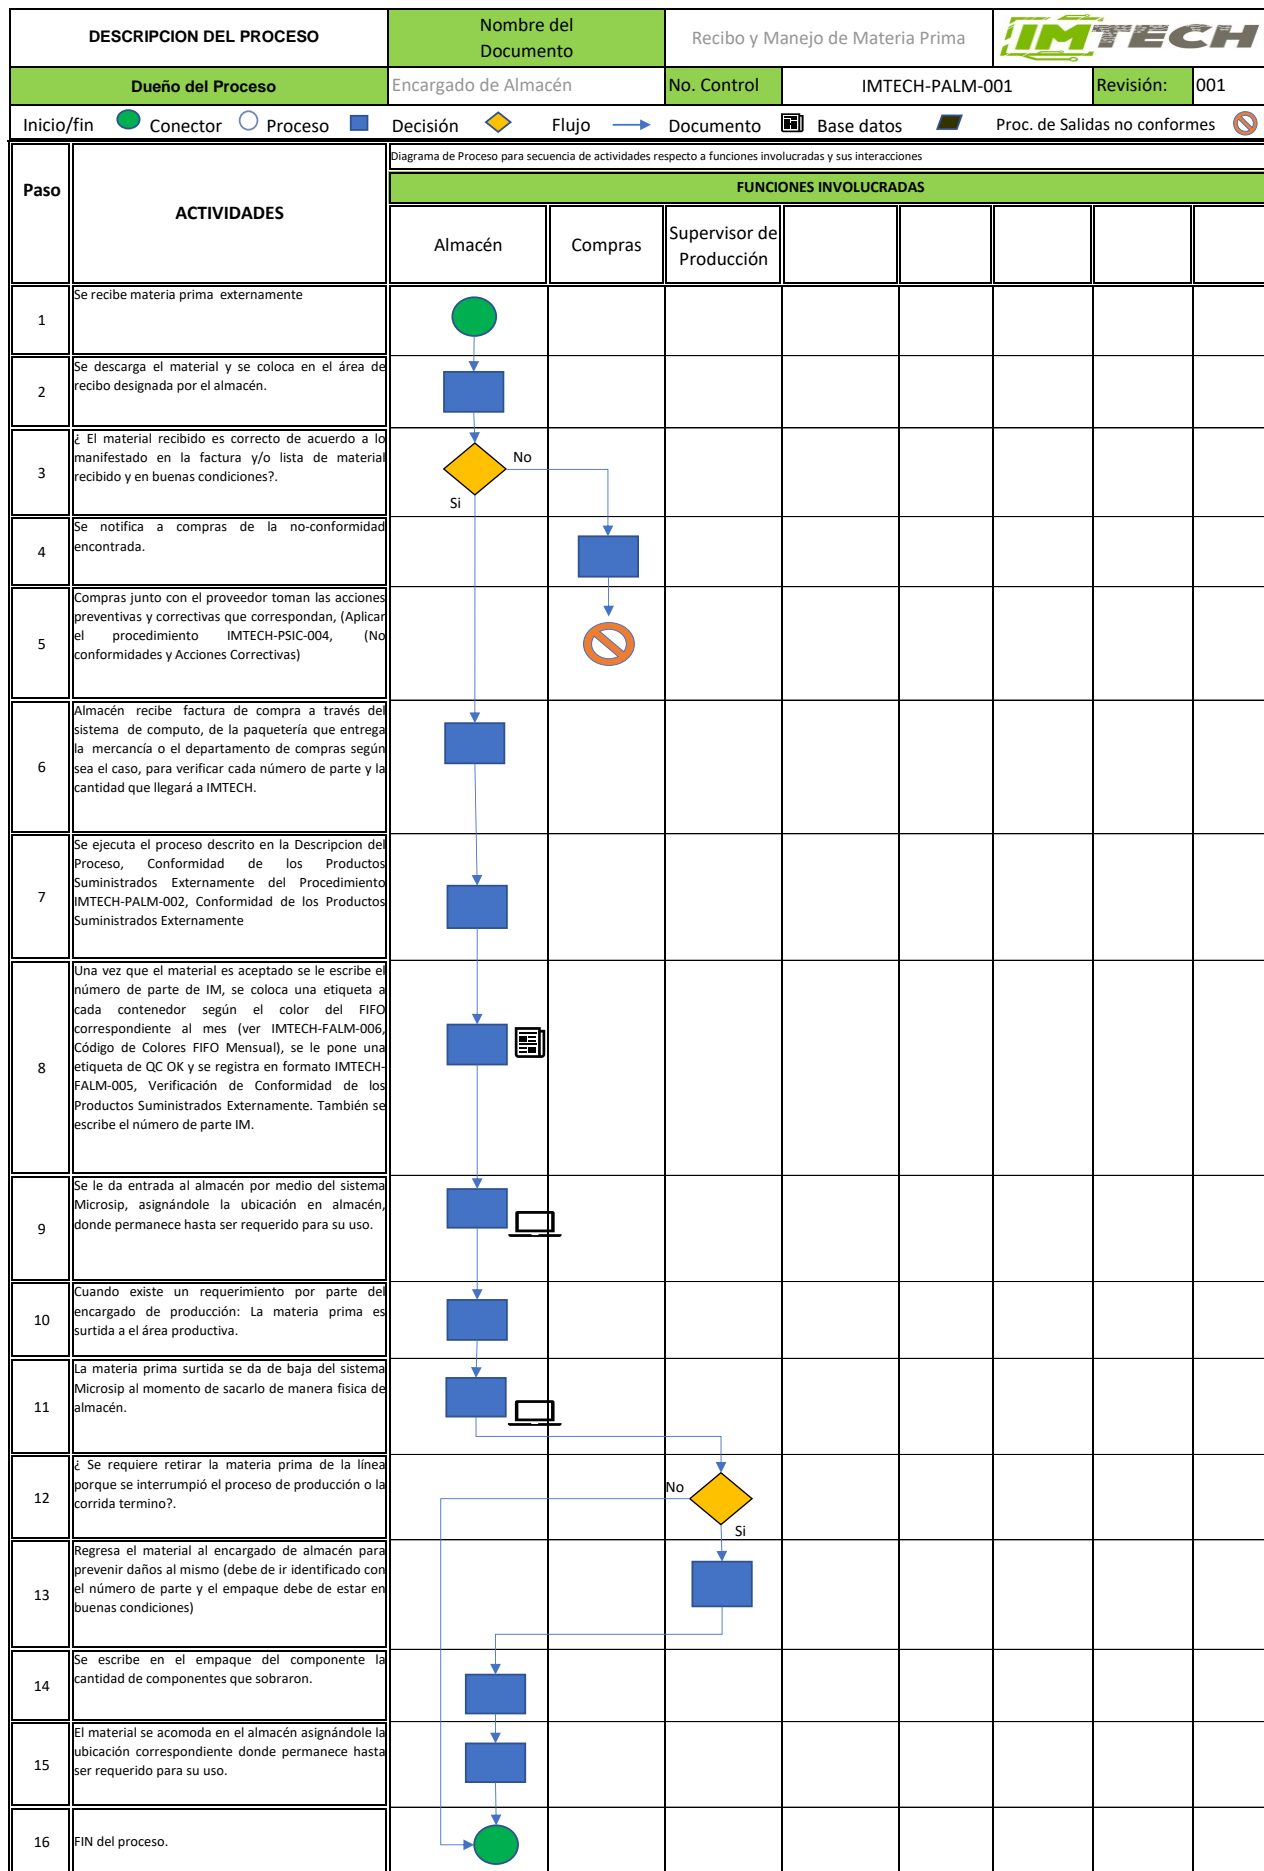 DESCRIPCION DEL PROCESO
Nombre del
Documento
Recibo y Manejo de Materia Prima
IMTECH
Dueño del Proceso
Encargado de Almacén
No. Control
IMTECH-PALM-001
Revisión:
001
Inicio/fin
Conector
Proceso
Decisión
Flujo
Documento
Base datos
Proc. de Salidas no conformes
Paso
ACTIVIDADES
Diagrama de Proceso para secuencia de actividades respecto a funciones involucradas y sus interacciones
FUNCIONES INVOLUCRADAS
Almacén
Compras
Supervisor de
Producción
1
Se recibe materia prima externamente
2
Se descarga el material y se coloca en el área de
recibo designada por el almacén.
3
¿ El material recibido es correcto de acuerdo a lo
manifestado en la factura y/o lista de material
recibido y en buenas condiciones?.
No
Si
4
Se notifica a compras de la no-conformidad
encontrada.
5
Compras junto con el proveedor toman las acciones
preventivas y correctivas que correspondan, (Aplicar
el procedimiento IMTECH-PSIC-004, (No
conformidades y Acciones Correctivas)
6
Almacén recibe factura de compra a través del
sistema de computo, de la paquetería que entrega
la mercancía o el departamento de compras según
sea el caso, para verificar cada número de parte y la
cantidad que llegará a IMTECH.
7
Se ejecuta el proceso descrito en la Descripcion del
Proceso, Conformidad de los Productos
Suministrados Externamente del Procedimiento
IMTECH-PALM-002, Conformidad de los Productos
Suministrados Externamente
8
Una vez que el material es aceptado se le escribe el
número de parte de IM, se coloca una etiqueta a
cada contenedor según el color del FIFO
correspondiente al mes (ver IMTECH-FALM-006,
Código de Colores FIFO Mensual), se le pone una
etiqueta de QC OK y se registra en formato IMTECH-
FALM-005, Verificación de Conformidad de los
Productos Suministrados Externamente. También se
escribe el número de parte IM.
9
Se le da entrada al almacén por medio del sistema
Microsip, asignándole la ubicación en almacén,
donde permanece hasta ser requerido para su uso.
10
Cuando existe un requerimiento por parte del
encargado de producción: La materia prima es
surtida a el área productiva.
11
La materia prima surtida se da de baja del sistema
Microsip al momento de sacarlo de manera fisica de
almacén.
12
¿ Se requiere retirar la materia prima de la línea
porque se interrumpió el proceso de producción o la
corrida termino?.
No
Si
13
Regresa el material al encargado de almacén para
prevenir daños al mismo (debe de ir identificado con
el número de parte y el empaque debe de estar en
buenas condiciones)
14
Se escribe en el empaque del componente la
cantidad de componentes que sobraron.
15
El material se acomoda en el almacén asignándole la
ubicación correspondiente donde permanece hasta
ser requerido para su uso.
16
FIN del proceso.